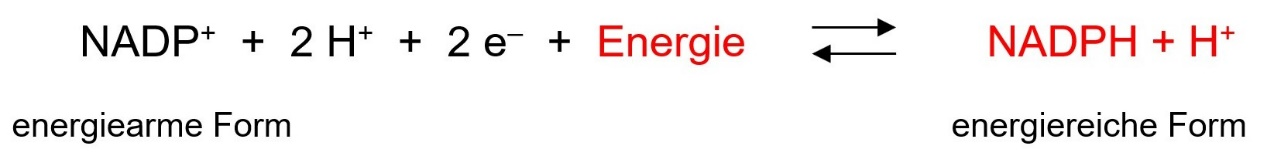 NADP⁺ + 2 H⁺ + 2 e⁻ + Energie ⇄ NADPH + H⁺
energiearme Form energiereiche Form